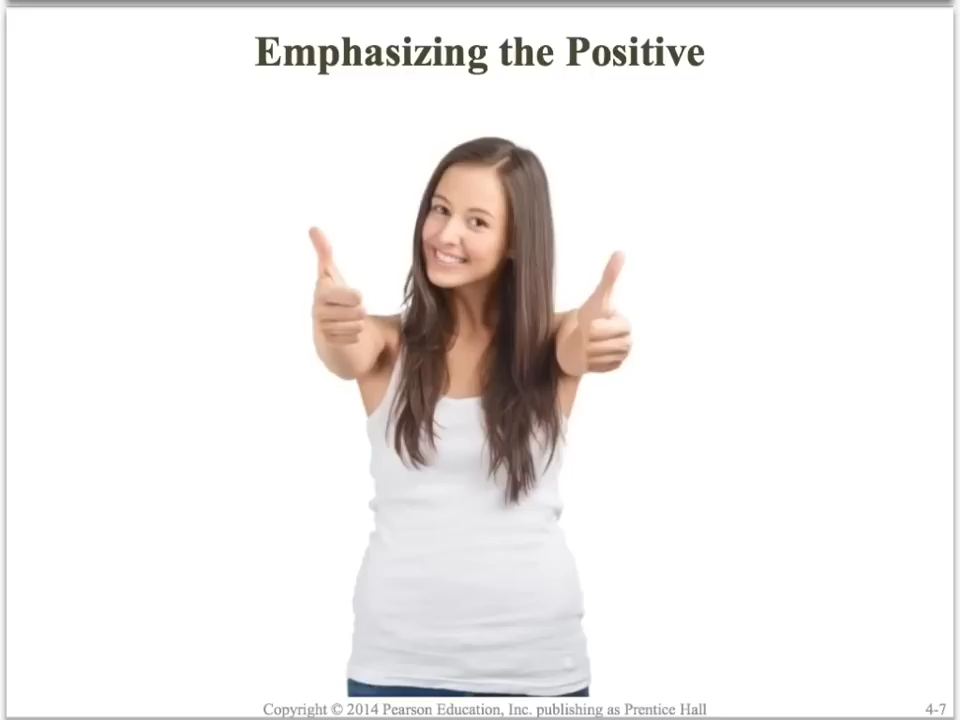 Emphasizing the Positive
Copyright © 2014 Pearson Education, Inc. publishing as Prentice Hall
4-7